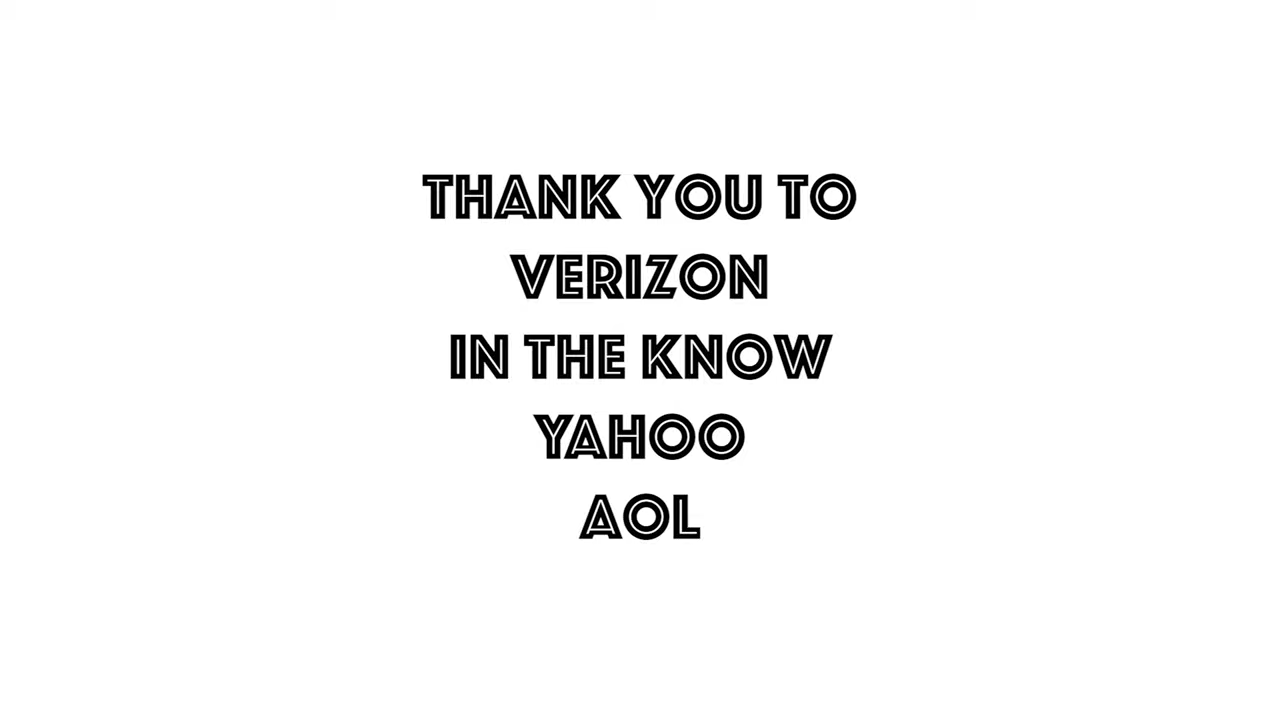 THANK YOU TO
VERIZON
IN THE KNOW
YAHOO
AOL